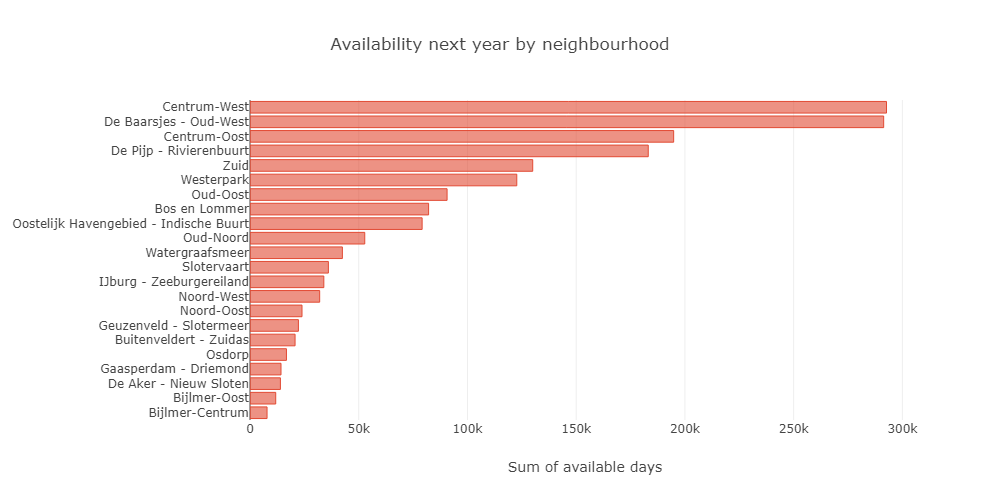 Availability next year by neighbourhood
Centrum-West
De Baarsjes - Oud-West
Centrum-Oost
De Pijp - Rivierenbuurt
Zuid
Westerpark
Oud-Oost
Bos en Lommer
Oostelijk Havengebied - Indische Buurt
Oud-Noord
Watergraafsmeer
Slotervaart
IJburg - Zeeburgereiland
Noord-West
Noord-Oost
Geuzenveld - Slotermeer
Buitenveldert - Zuidas
Osdorp
Gaasperdam - Driemond
De Aker - Nieuw Sloten
Bijlmer-Oost
Bijlmer-Centrum
0 50k 100k 150k 200k 250k 300k
Sum of available days